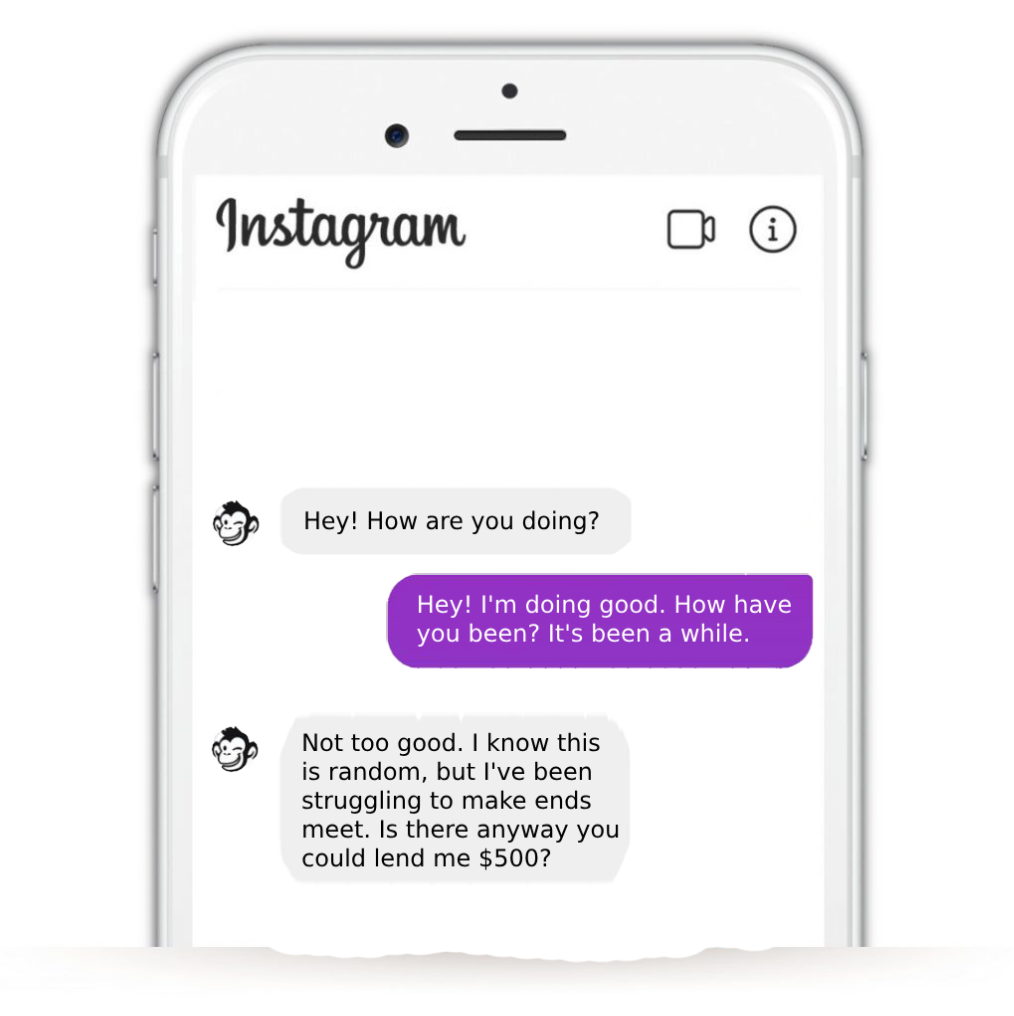 Instagram
Hey! How are you doing?
Hey! I'm doing good. How have
you been? It's been a while.
Not too good. I know this
is random, but I've been
struggling to make ends
meet. Is there anyway you
could lend me $500?